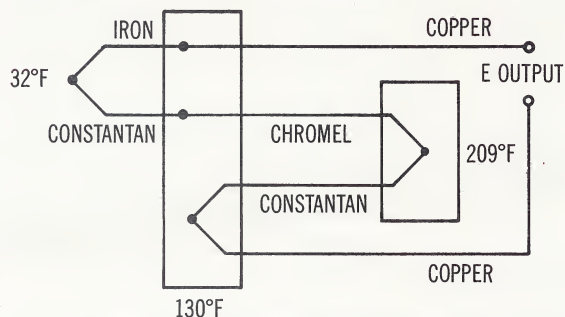 IRON
COPPER
32°F
E OUTPUT
CONSTANTAN
CHROMEL
209°F
CONSTANTAN
COPPER
130°F